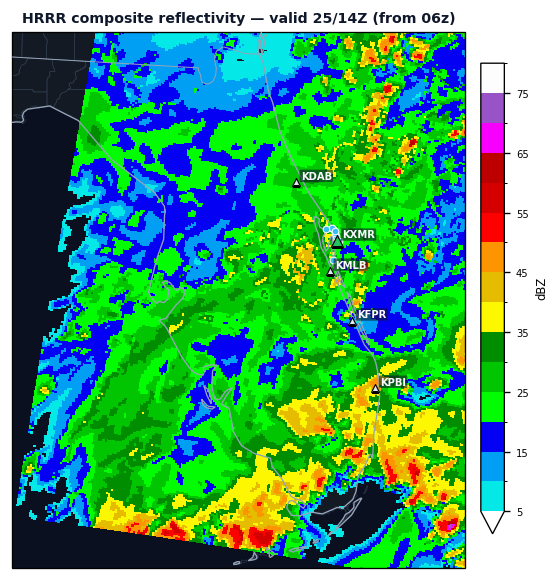 HRRR composite reflectivity — valid 25/14Z (from 06z)
KDAB
KXMR
KMLB
KFPR
KPBI
75
65
55
45
35
25
15
5
dBZ